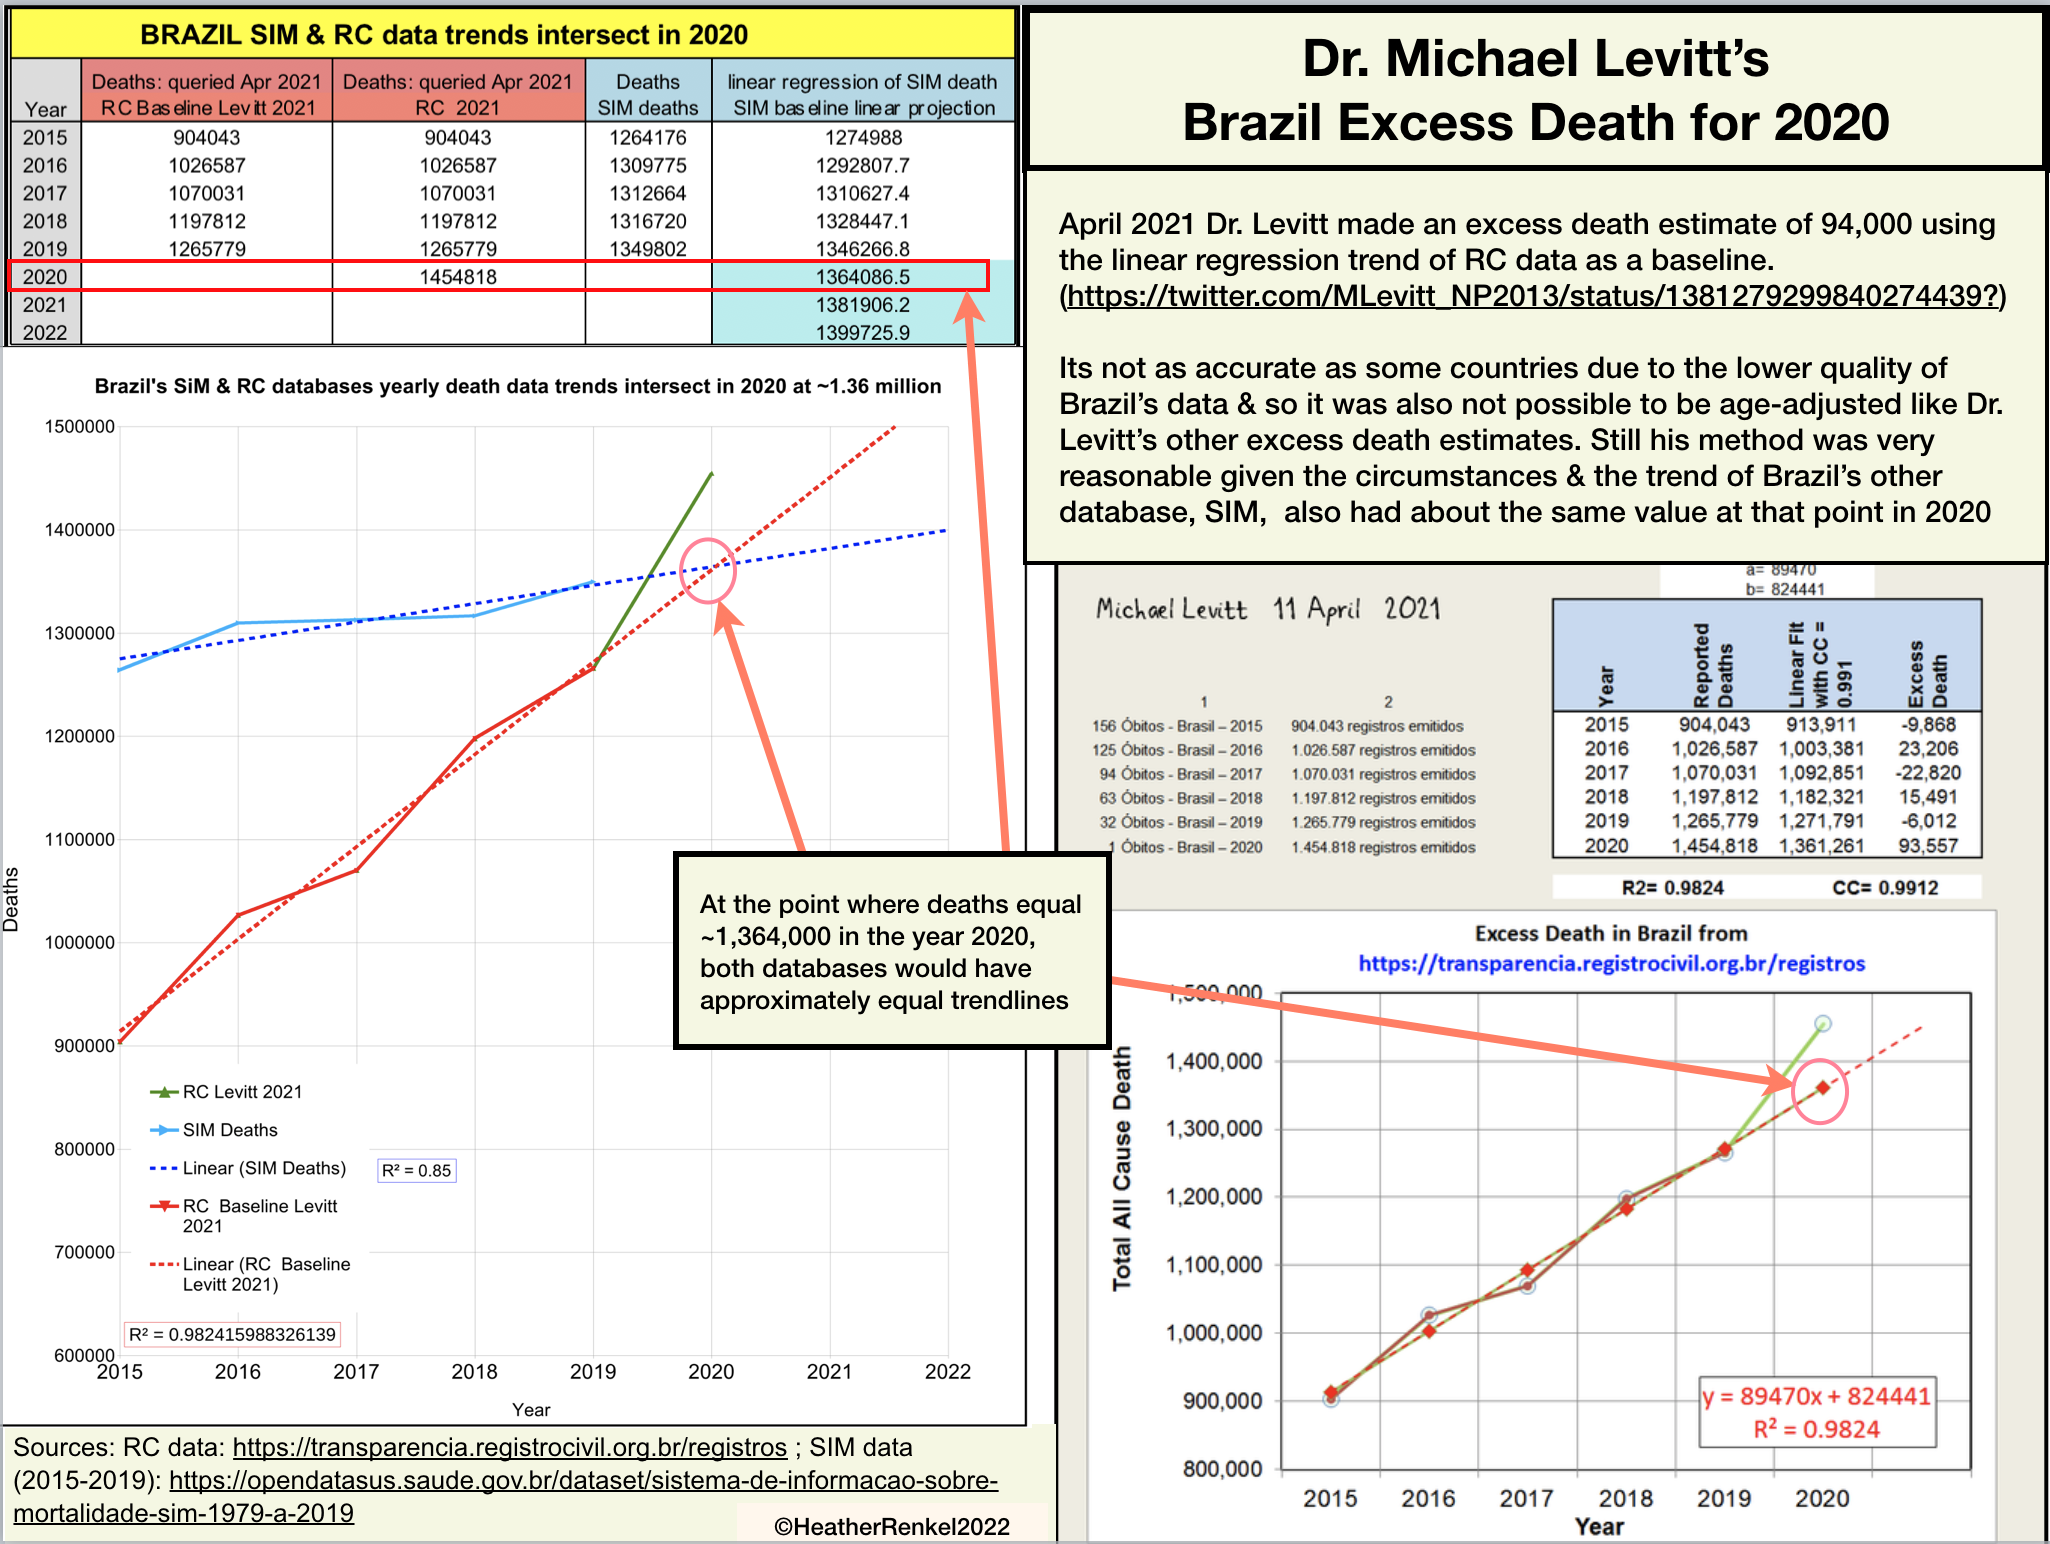 BRAZIL SIM & RC data trends intersect in 2020
Year
Deaths: queried Apr 2021
RC Baseline Levitt 2021
Deaths: queried Apr 2021
RC 2021
Deaths
SIM deaths
linear regression of SIM death
SIM baseline linear projection
2015 904043 904043 1264176 1274988
2016 1026587 1026587 1309775 1292807.7
2017 1070031 1070031 1312664 1310627.4
2018 1197812 1197812 1316720 1328447.1
2019 1265779 1265779 1349802 1346266.8
2020 1454818 1364086.5
2021 1381906.2
2022 1399725.9
Dr. Michael Levitt’s
Brazil Excess Death for 2020
April 2021 Dr. Levitt made an excess death estimate of 94,000 using
the linear regression trend of RC data as a baseline.
(https://twitter.com/MLevitt_NP2013/status/1381279299840274439?)
Its not as accurate as some countries due to the lower quality of
Brazil’s data & so it was also not possible to be age-adjusted like Dr.
Levitt’s other excess death estimates. Still his method was very
reasonable given the circumstances & the trend of Brazil’s other
database, SIM, also had about the same value at that point in 2020
Brazil's SiM & RC databases yearly death data trends intersect in 2020 at ~1.36 million
1500000
1400000
1300000
1200000
1100000
1000000
900000
800000
700000
600000
Deaths
2015 2016 2017 2018 2019 2020 2021 2022
Year
RC Levitt 2021
SIM Deaths
Linear (SIM Deaths)
R² = 0.85
RC Baseline Levitt
2021
Linear (RC Baseline
Levitt 2021)
R² = 0.982415988326139
At the point where deaths equal
~1,364,000 in the year 2020,
both databases would have
approximately equal trendlines
a= 89470
b= 824441
Michael Levitt 11 April 2021
1 2
156 Óbitos - Brasil – 2015 904.043 registros emitidos
125 Óbitos - Brasil – 2016 1.026.587 registros emitidos
94 Óbitos - Brasil – 2017 1.070.031 registros emitidos
63 Óbitos - Brasil – 2018 1.197.812 registros emitidos
32 Óbitos - Brasil – 2019 1.265.779 registros emitidos
1 Óbitos - Brasil – 2020 1.454.818 registros emitidos
Year
Reported
Deaths
Linear Fit
with CC =
0.991
Excess
Death
2015 904,043 913,911 -9,868
2016 1,026,587 1,003,381 23,206
2017 1,070,031 1,092,851 -22,820
2018 1,197,812 1,182,321 15,491
2019 1,265,779 1,271,791 -6,012
2020 1,454,818 1,361,261 93,557
R2= 0.9824 CC= 0.9912
Excess Death in Brazil from
https://transparencia.registrocivil.org.br/registros
1,500,000
1,400,000
1,300,000
1,200,000
1,100,000
1,000,000
900,000
800,000
Total All Cause Death
y = 89470x + 824441
R² = 0.9824
2015 2016 2017 2018 2019 2020
Year
Sources: RC data: https://transparencia.registrocivil.org.br/registros ; SIM data
(2015-2019): https://opendatasus.saude.gov.br/dataset/sistema-de-informacao-sobre-
mortalidade-sim-1979-a-2019
©HeatherRenkel2022